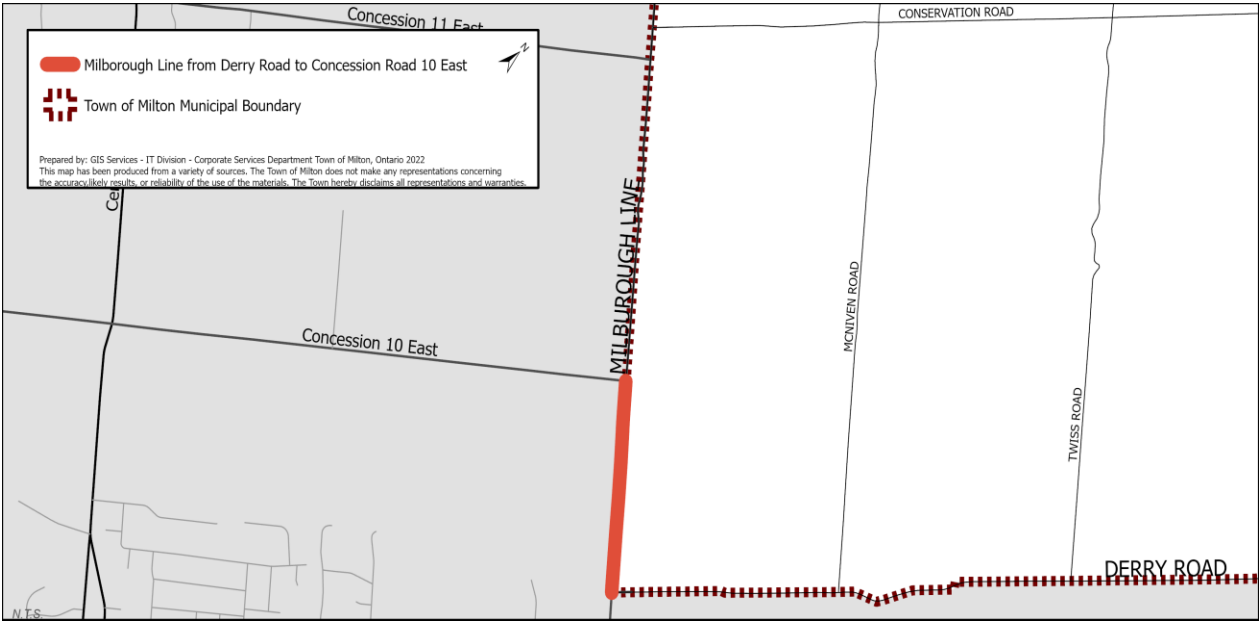 Concession 11 East
CONSERVATION ROAD
N
Milborough Line from Derry Road to Concession Road 10 East
Town of Milton Municipal Boundary
Prepared by: GIS Services - IT Division - Corporate Services Department Town of Milton, Ontario 2022
This map has been produced from a variety of sources. The Town of Milton does not make any representations concerning
the accuracy,likely results, or reliability of the use of the materials. The Town hereby disclaims all representations and warranties.
MILBUROUGH LINE
MCNIVEN ROAD
Concession 10 East
TWISS ROAD
DERRY ROAD
N.T.S.